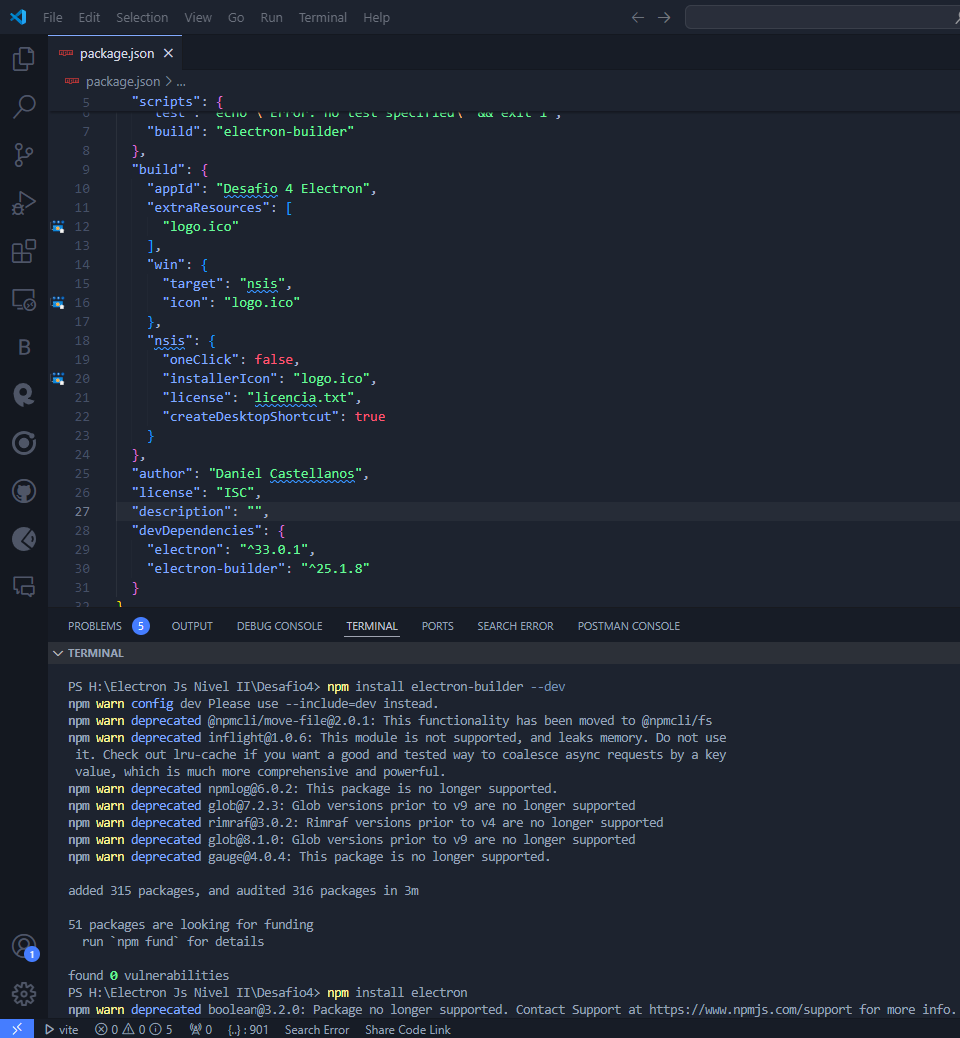 File Edit Selection View Go Run Terminal Help
package.json
package.json > ...
5 "scripts": {
6 "test": "echo \"Error: no test specified\" && exit 1",
7 "build": "electron-builder"
8 },
9 "build": {
10 "appId": "Desafio 4 Electron",
11 "extraResources": [
12 "logo.ico"
13 ],
14 "win": {
15 "target": "nsis",
16 "icon": "logo.ico"
17 },
18 "nsis": {
19 "oneClick": false,
20 "installerIcon": "logo.ico",
21 "license": "licencia.txt",
22 "createDesktopShortcut": true
23 }
24 },
25 "author": "Daniel Castellanos",
26 "license": "ISC",
27 "description": "",
28 "devDependencies": {
29 "electron": "^33.0.1",
30 "electron-builder": "^25.1.8"
31 }
32 }
PROBLEMS 5 OUTPUT DEBUG CONSOLE TERMINAL PORTS SEARCH ERROR POSTMAN CONSOLE
TERMINAL
PS H:\Electron Js Nivel II\Desafio4> npm install electron-builder --dev
npm warn config dev Please use --include=dev instead.
npm warn deprecated @npmcli/move-file@2.0.1: This functionality has been moved to @npmcli/fs
npm warn deprecated inflight@1.0.6: This module is not supported, and leaks memory. Do not use
it. Check out lru-cache if you want a good and tested way to coalesce async requests by a key
value, which is much more comprehensive and powerful.
npm warn deprecated npmlog@6.0.2: This package is no longer supported.
npm warn deprecated glob@7.2.3: Glob versions prior to v9 are no longer supported
npm warn deprecated rimraf@3.0.2: Rimraf versions prior to v4 are no longer supported
npm warn deprecated glob@8.1.0: Glob versions prior to v9 are no longer supported
npm warn deprecated gauge@4.0.4: This package is no longer supported.
added 315 packages, and audited 316 packages in 3m
51 packages are looking for funding
run `npm fund` for details
found 0 vulnerabilities
PS H:\Electron Js Nivel II\Desafio4> npm install electron
npm warn deprecated boolean@3.2.0: Package no longer supported. Contact Support at https://www.npmjs.com/support for more info.
1
vite 0 0 5 0 {..} : 901 Search Error Share Code Link